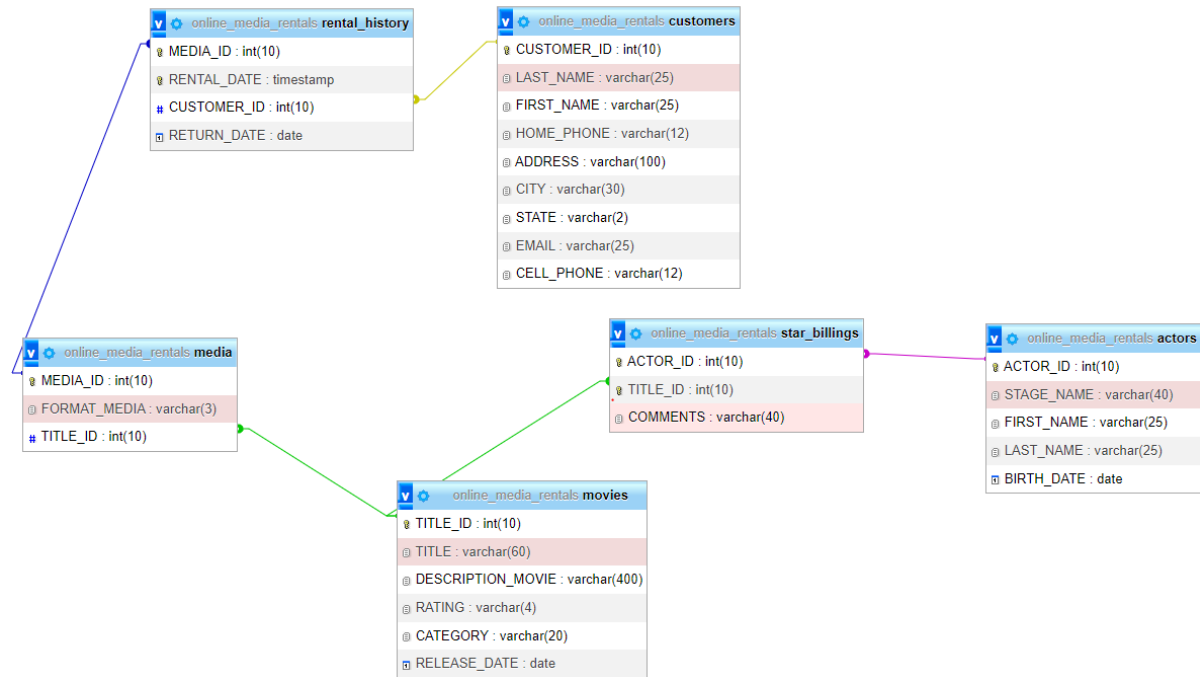 online_media_rentals rental_history
MEDIA_ID : int(10)
RENTAL_DATE : timestamp
CUSTOMER_ID : int(10)
RETURN_DATE : date
online_media_rentals customers
CUSTOMER_ID : int(10)
LAST_NAME : varchar(25)
FIRST_NAME : varchar(25)
HOME_PHONE : varchar(12)
ADDRESS : varchar(100)
CITY : varchar(30)
STATE : varchar(2)
EMAIL : varchar(25)
CELL_PHONE : varchar(12)
online_media_rentals media
MEDIA_ID : int(10)
FORMAT_MEDIA : varchar(3)
TITLE_ID : int(10)
online_media_rentals star_billings
ACTOR_ID : int(10)
TITLE_ID : int(10)
COMMENTS : varchar(40)
online_media_rentals actors
ACTOR_ID : int(10)
STAGE_NAME : varchar(40)
FIRST_NAME : varchar(25)
LAST_NAME : varchar(25)
BIRTH_DATE : date
online_media_rentals movies
TITLE_ID : int(10)
TITLE : varchar(60)
DESCRIPTION_MOVIE : varchar(400)
RATING : varchar(4)
CATEGORY : varchar(20)
RELEASE_DATE : date